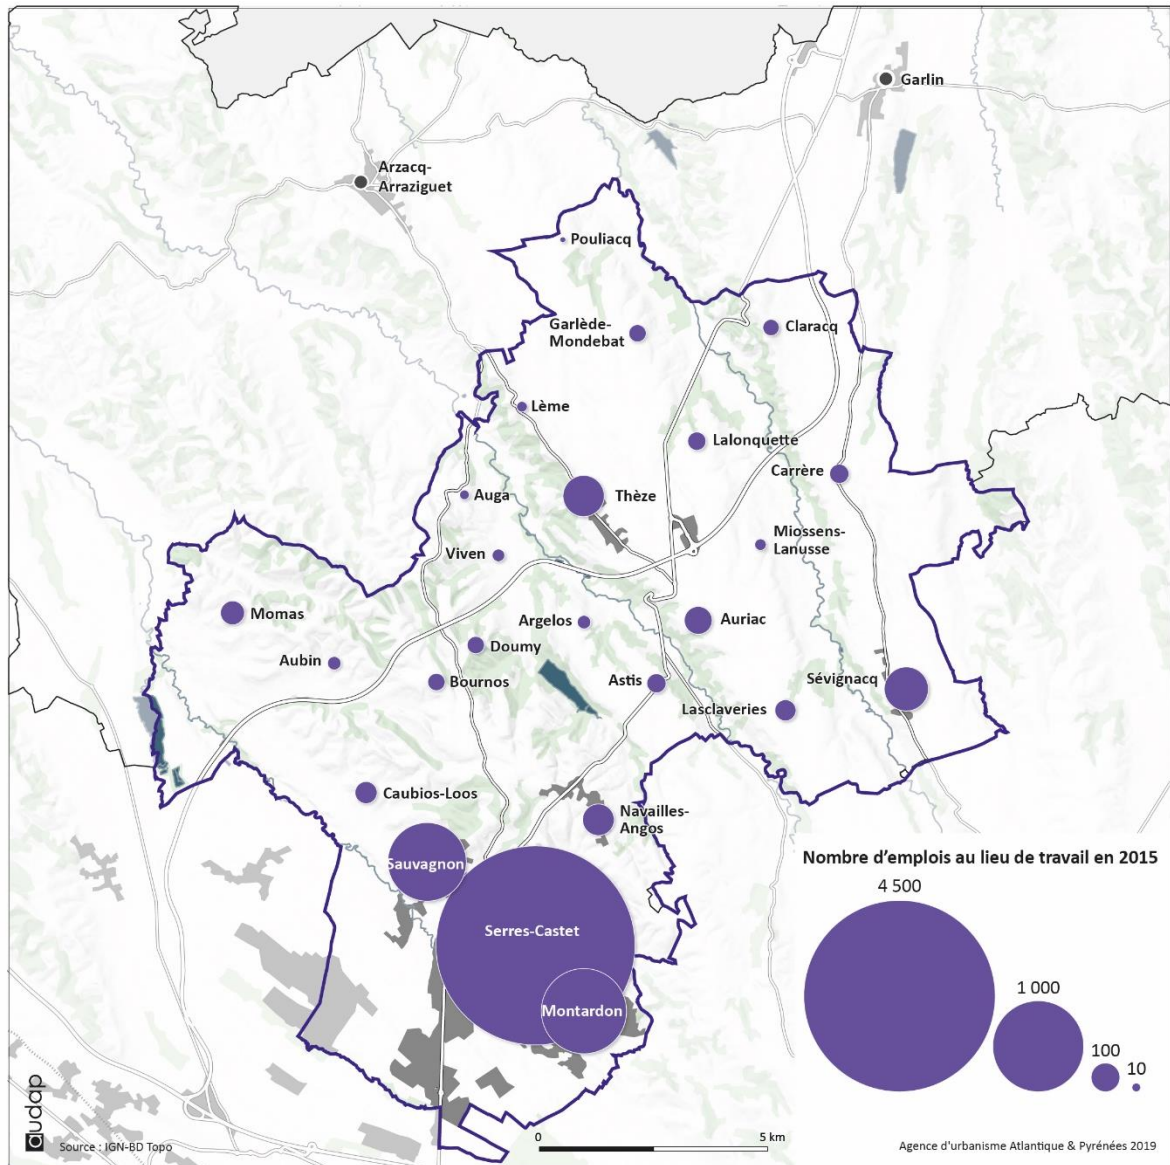 Garlin
Arzacq-
Arraziguet
Pouliacq
Garlède-
Mondebat
Claracq
Lème
Lalonquette
Carrère
Auga
Thèze
Viven
Miossens-
Lanusse
Momas
Argelos
Auriac
Aubin
Doumy
Bournos
Astis
Sévignacq
Lasclaveries
Caubios-Loos
Navailles-
Angos
Sauvagnon
Serres-Castet
Montardon
Nombre d'emplois au lieu de travail en 2015
4 500
1 000
100
10
audap
Source : IGN-BD Topo
0
5 km
Agence d'urbanisme Atlantique & Pyrénées 2019